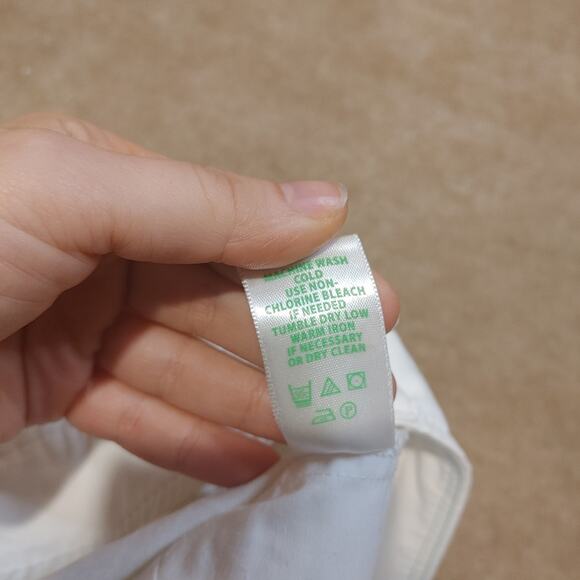 MACHINE WASH
COLD
USE NON-
CHLORINE BLEACH
IF NEEDED
TUMBLE DRY LOW
WARM IRON
IF NECESSARY
OR DRY CLEAN
P